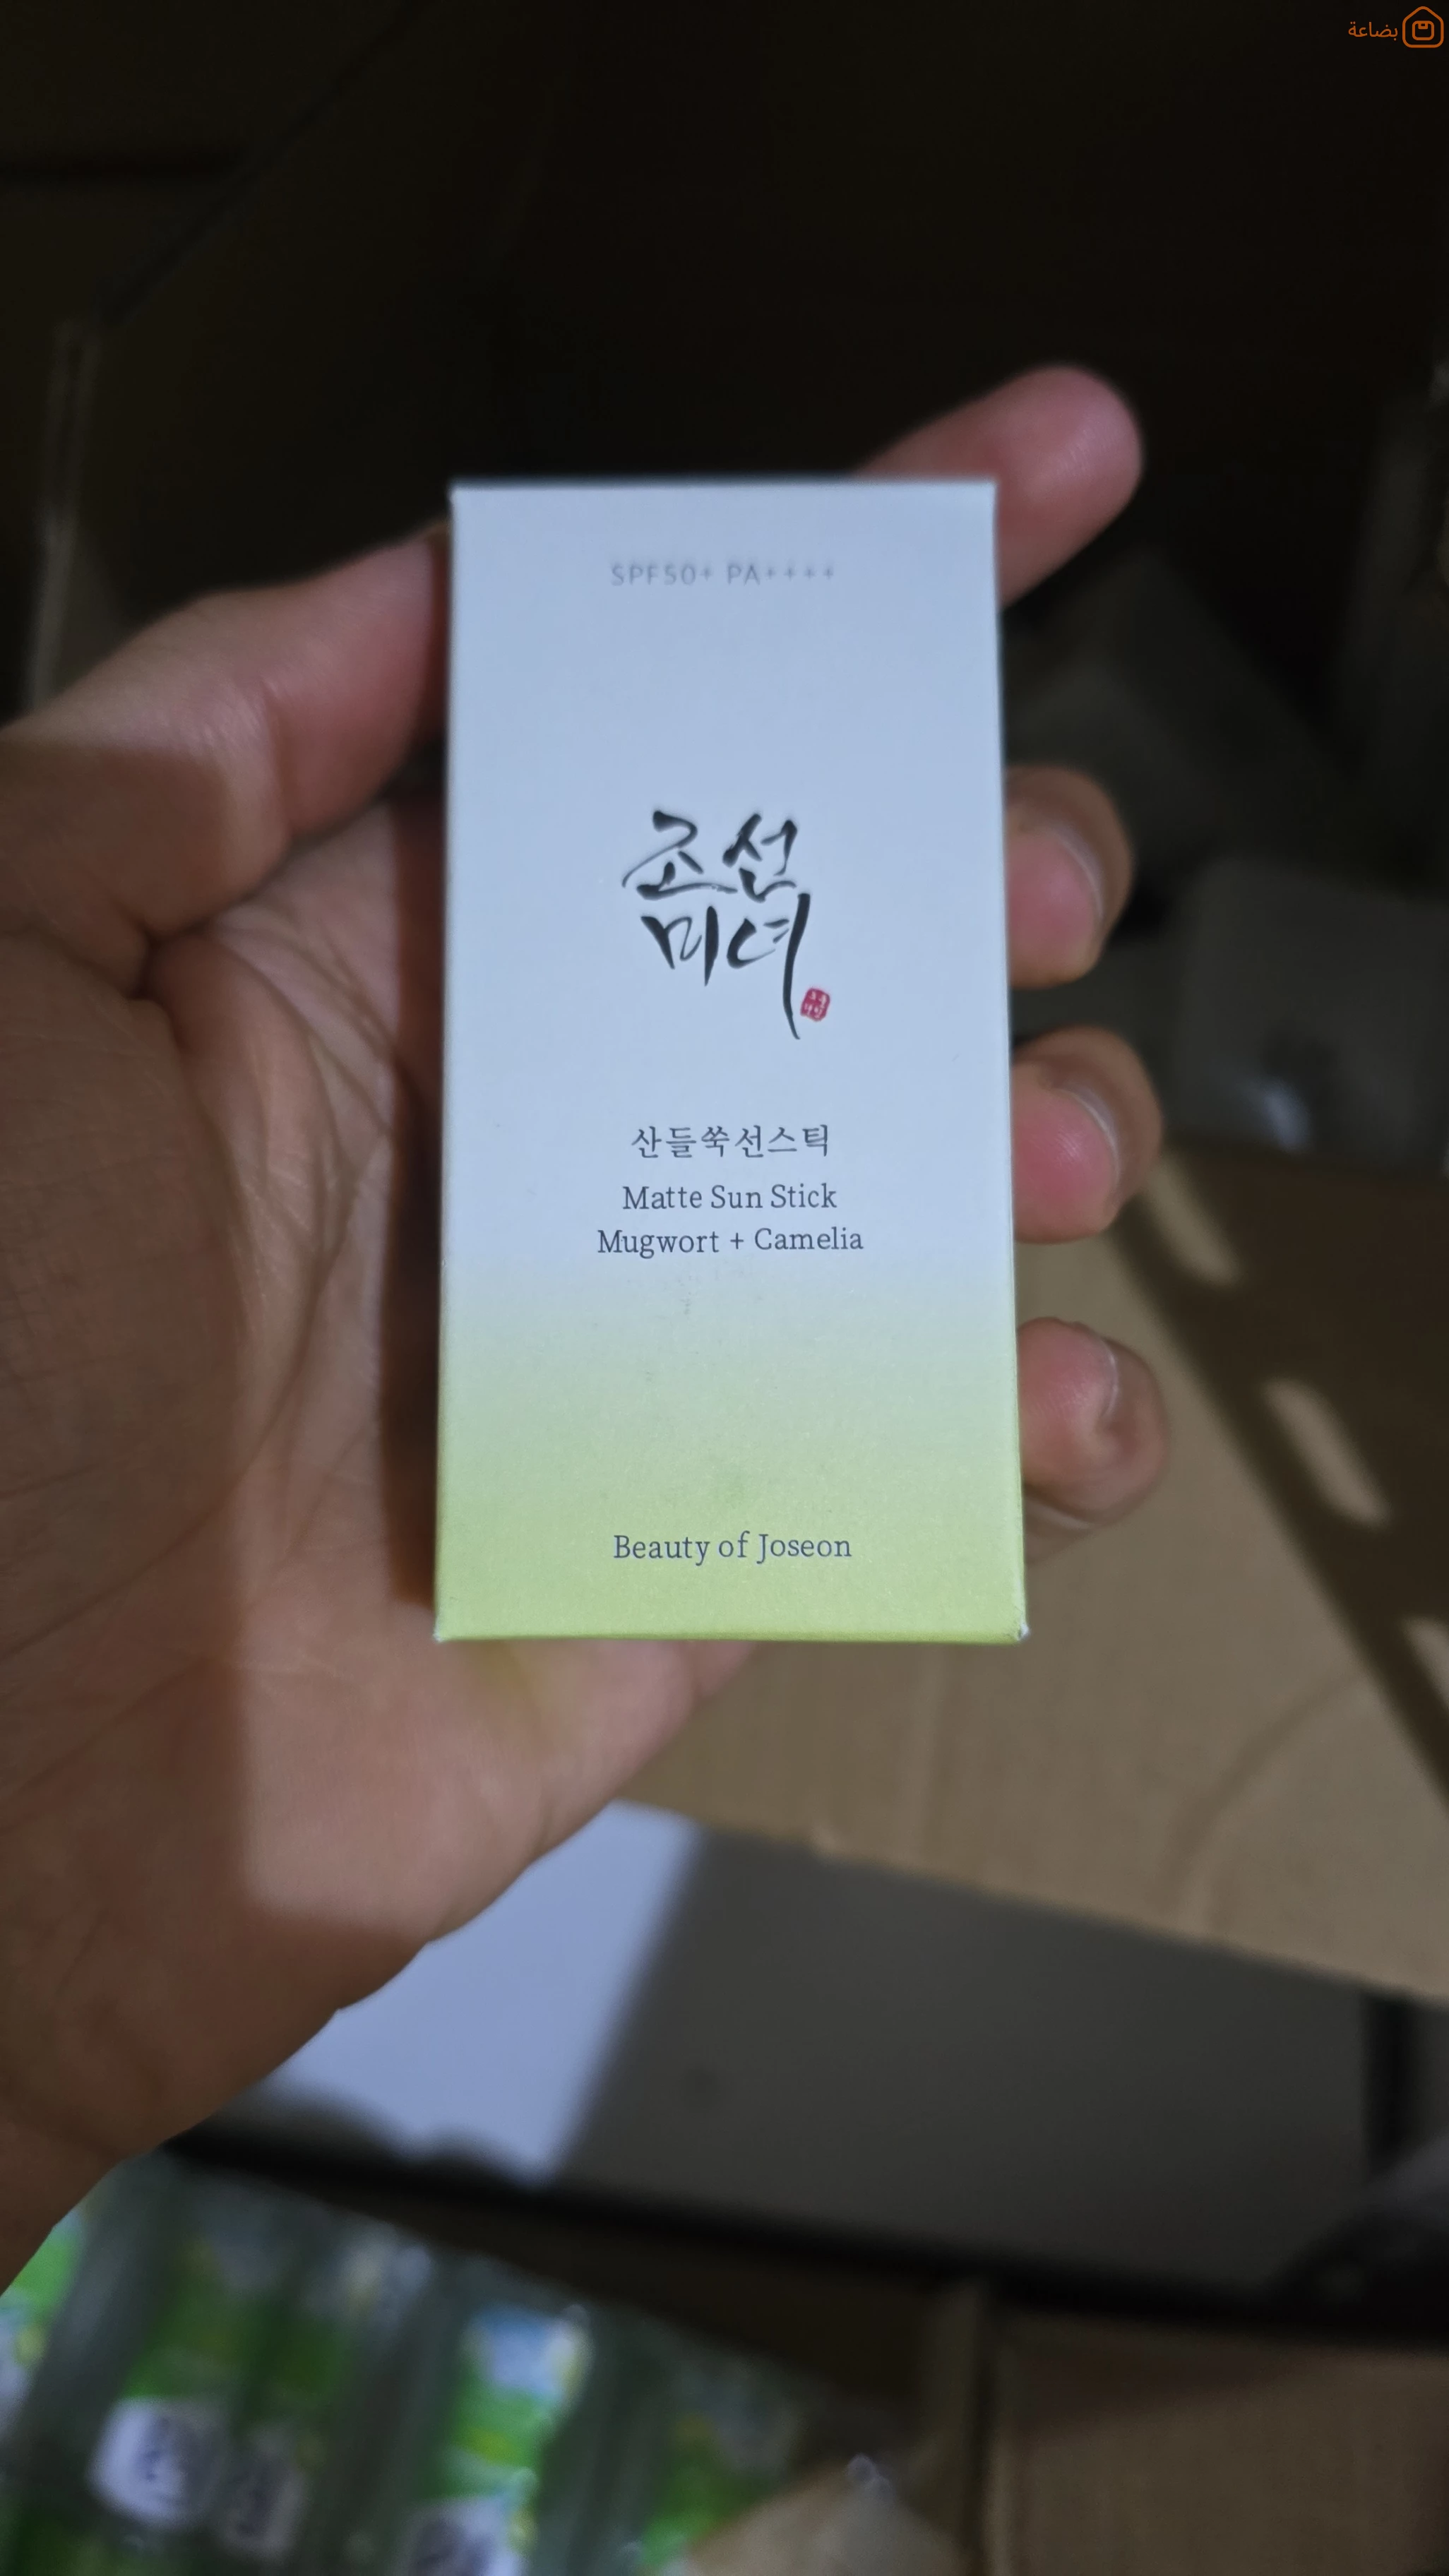 بضاعة
SPF50+ PA++++
조선
미녀
산들쑥선스틱
Matte Sun Stick
Mugwort + Camelia
Beauty of Joseon